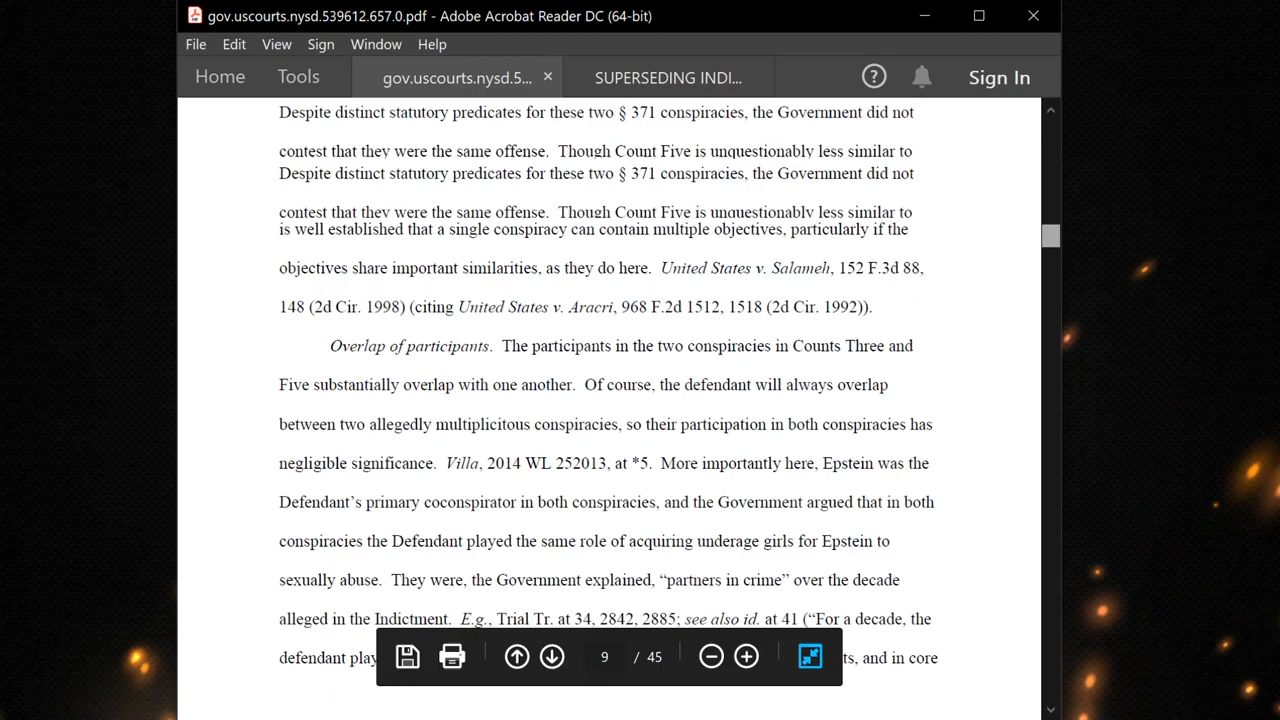 gov.uscourts.nysd.539612.657.0.pdf - Adobe Acrobat Reader DC (64-bit)
File Edit View Sign Window Help
Home Tools gov.uscourts.nysd.5... × SUPERSEDING INDI... ? Sign In
Despite distinct statutory predicates for these two § 371 conspiracies, the Government did not
contest that they were the same offense. Though Count Five is unquestionably less similar to
Despite distinct statutory predicates for these two § 371 conspiracies, the Government did not
contest that they were the same offense. Though Count Five is unquestionably less similar to
is well established that a single conspiracy can contain multiple objectives, particularly if the
objectives share important similarities, as they do here. United States v. Salameh, 152 F.3d 88,
148 (2d Cir. 1998) (citing United States v. Aracri, 968 F.2d 1512, 1518 (2d Cir. 1992)).
Overlap of participants. The participants in the two conspiracies in Counts Three and
Five substantially overlap with one another. Of course, the defendant will always overlap
between two allegedly multiplicitous conspiracies, so their participation in both conspiracies has
negligible significance. Villa, 2014 WL 252013, at *5. More importantly here, Epstein was the
Defendant’s primary coconspirator in both conspiracies, and the Government argued that in both
conspiracies the Defendant played the same role of acquiring underage girls for Epstein to
sexually abuse. They were, the Government explained, “partners in crime” over the decade
alleged in the Indictment. E.g., Trial Tr. at 34, 2842, 2885; see also id. at 41 (“For a decade, the
defendant play ts, and in core
9 / 45